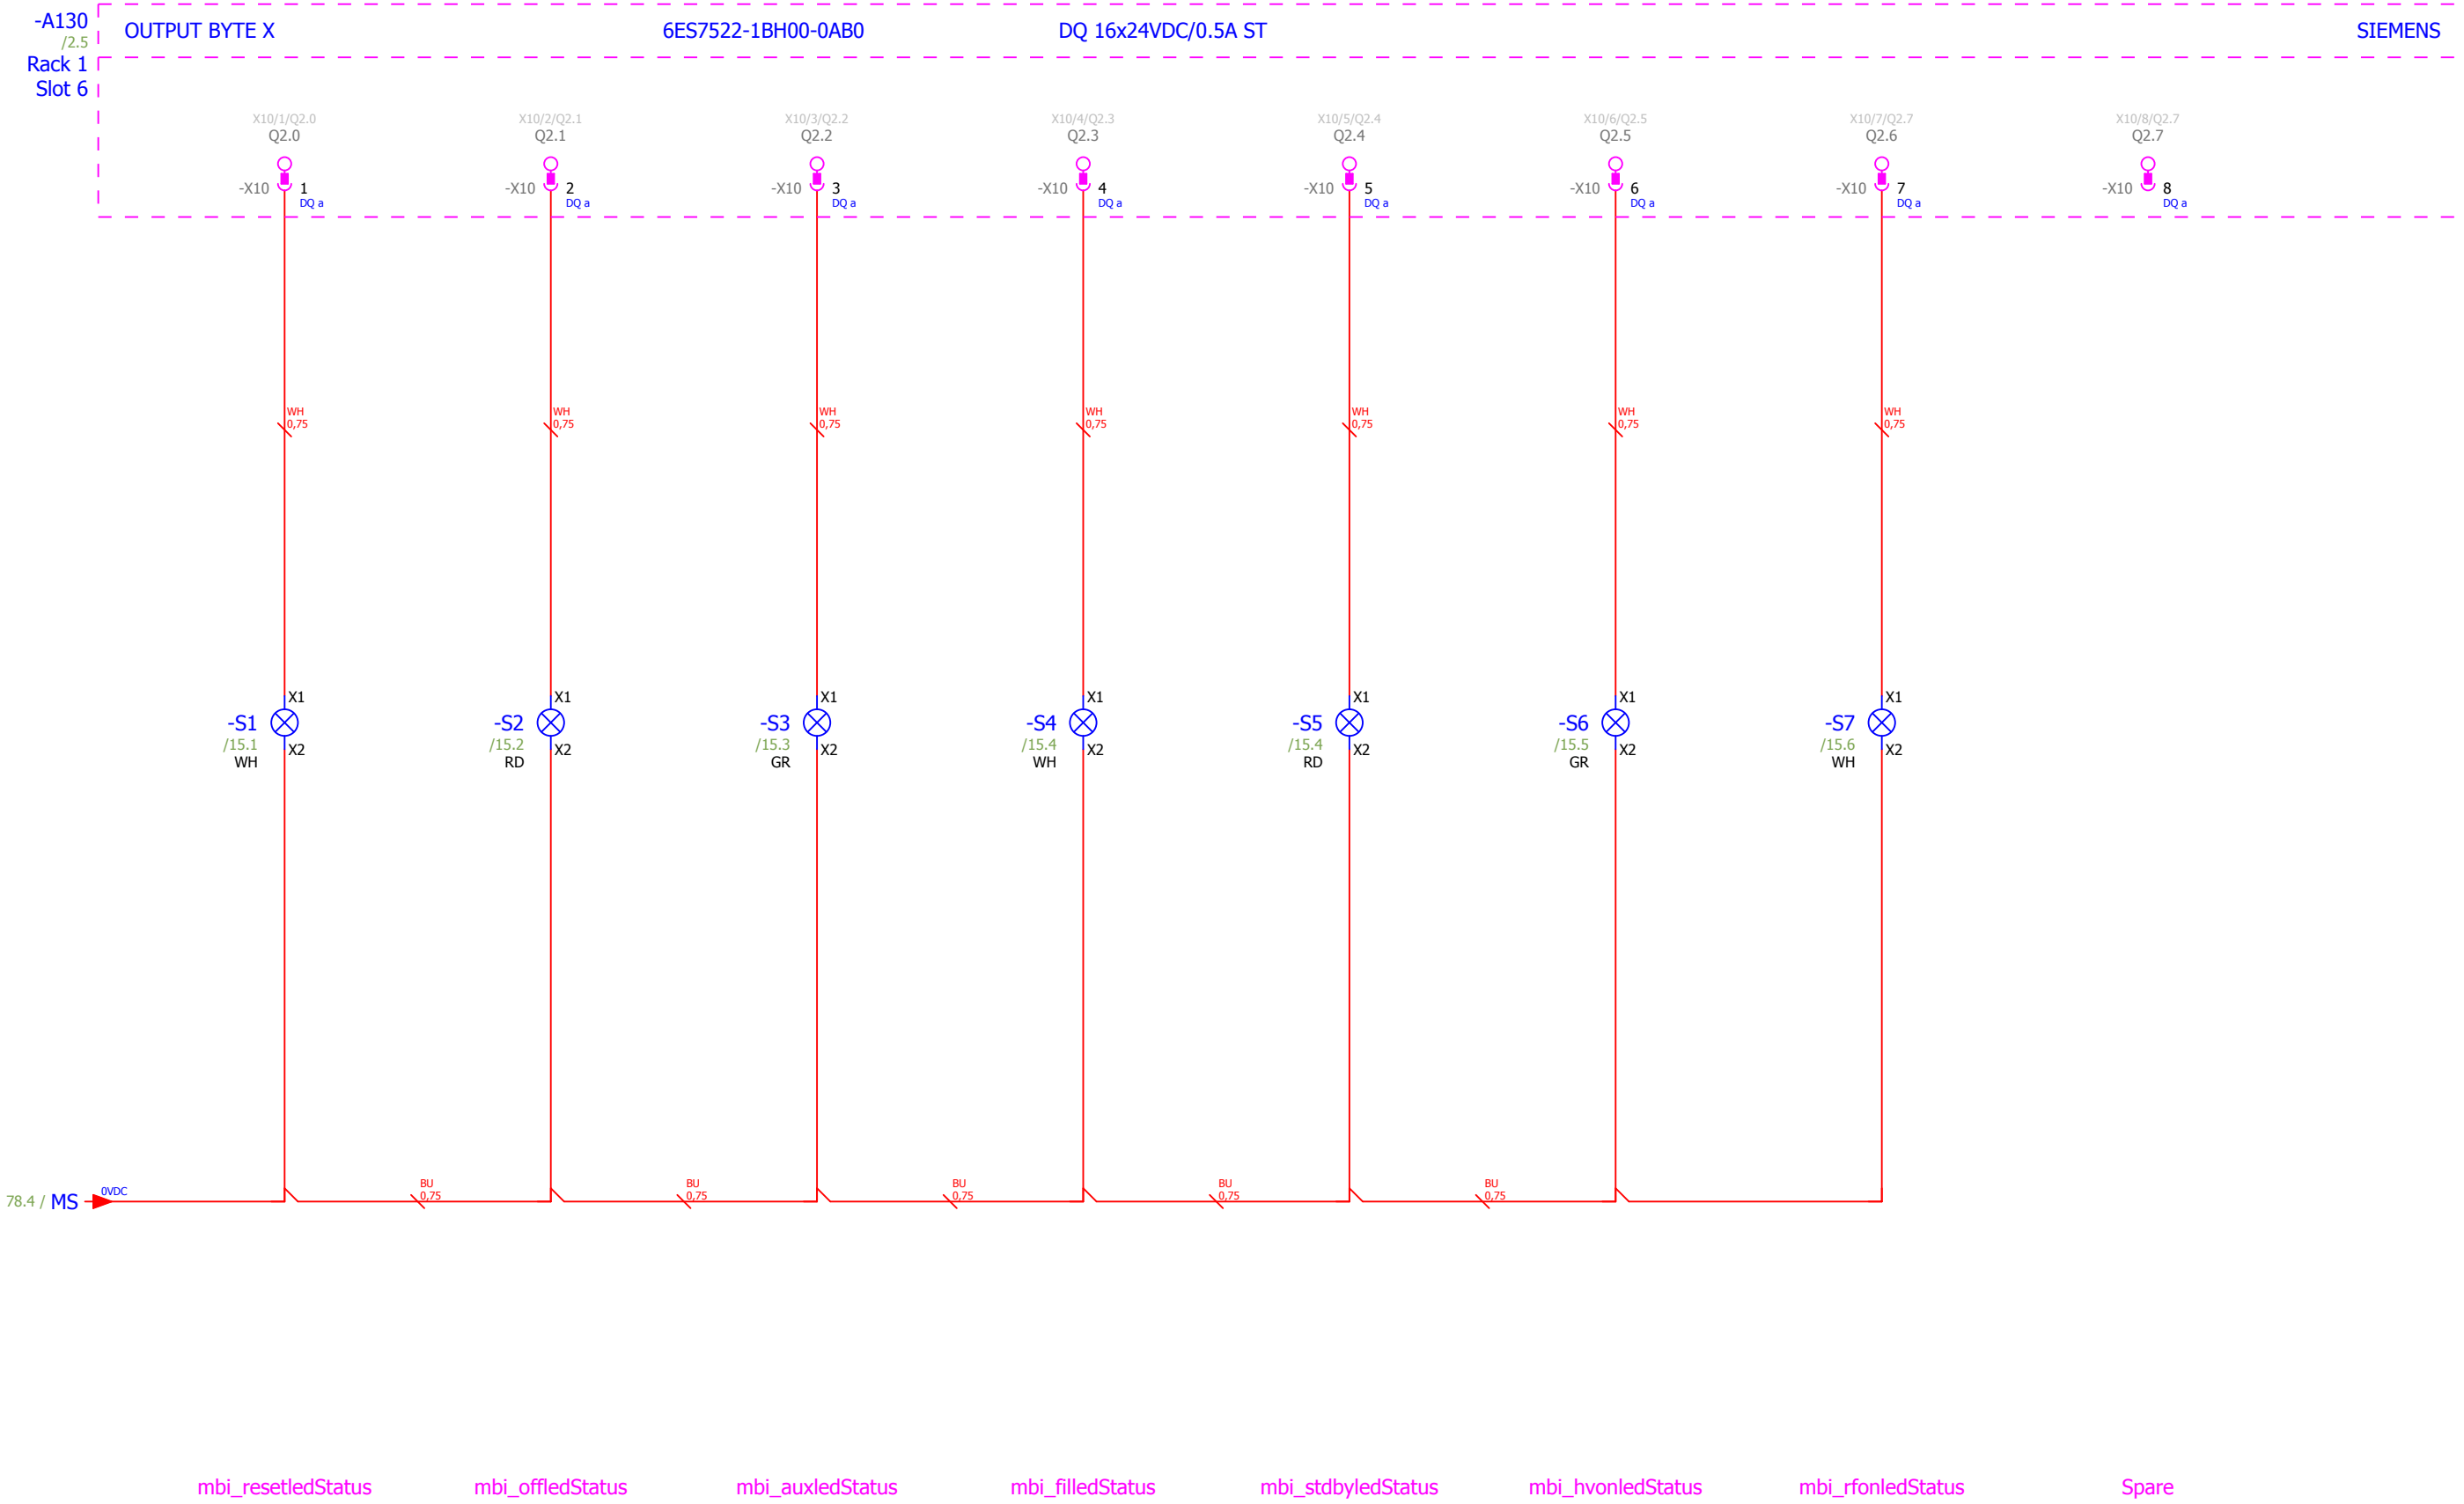 -A130
/2.5
Rack 1
Slot 6
OUTPUT BYTE X 6ES7522-1BH00-0AB0 DQ 16x24VDC/0.5A ST SIEMENS
X10/1/Q2.0 X10/2/Q2.1 X10/3/Q2.2 X10/4/Q2.3 X10/5/Q2.4 X10/6/Q2.5 X10/7/Q2.7 X10/8/Q2.7
Q2.0 Q2.1 Q2.2 Q2.3 Q2.4 Q2.5 Q2.6 Q2.7
-X10 1 -X10 2 -X10 3 -X10 4 -X10 5 -X10 6 -X10 7 -X10 8
DQ a DQ a DQ a DQ a DQ a DQ a DQ a DQ a
WH WH WH WH WH WH WH
0,75 0,75 0,75 0,75 0,75 0,75 0,75
X1 X1 X1 X1 X1 X1 X1
-S1 -S2 -S3 -S4 -S5 -S6 -S7
/15.1 X2 /15.2 X2 /15.3 X2 /15.4 X2 /15.4 X2 /15.5 X2 /15.6 X2
WH RD GR WH RD GR WH
BU BU BU BU BU
0,75 0,75 0,75 0,75 0,75
78.4 / MS 0VDC
mbi_resetledStatus mbi_offledStatus mbi_auxledStatus mbi_filledStatus mbi_stdbyledStatus mbi_hvonledStatus mbi_rfonledStatus Spare